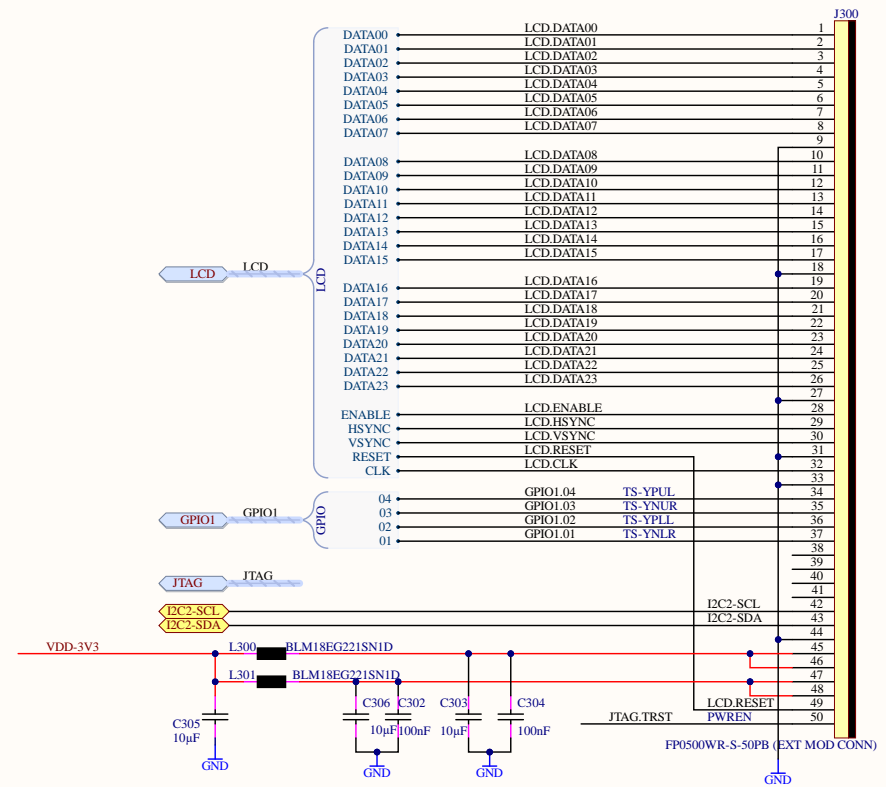 J300
DATA00 LCD.DATA00 1
DATA01 LCD.DATA01 2
DATA02 LCD.DATA02 3
DATA03 LCD.DATA03 4
DATA04 LCD.DATA04 5
DATA05 LCD.DATA05 6
DATA06 LCD.DATA06 7
DATA07 LCD.DATA07 8
9
DATA08 LCD.DATA08 10
DATA09 LCD.DATA09 11
DATA10 LCD.DATA10 12
DATA11 LCD.DATA11 13
DATA12 LCD.DATA12 14
DATA13 LCD.DATA13 15
DATA14 LCD.DATA14 16
DATA15 LCD.DATA15 17
LCD LCD LCD 18
DATA16 LCD.DATA16 19
DATA17 LCD.DATA17 20
DATA18 LCD.DATA18 21
DATA19 LCD.DATA19 22
DATA20 LCD.DATA20 23
DATA21 LCD.DATA21 24
DATA22 LCD.DATA22 25
DATA23 LCD.DATA23 26
27
ENABLE LCD.ENABLE 28
HSYNC LCD.HSYNC 29
VSYNC LCD.VSYNC 30
RESET LCD.RESET 31
CLK LCD.CLK 32
33
04 GPIO1.04 TS-YPUL 34
03 GPIO1.03 TS-YNUR 35
GPIO1 GPIO1 GPIO
02 GPIO1.02 TS-YPLL 36
01 GPIO1.01 TS-YNLR 37
38
39
JTAG JTAG 40
41
I2C2-SCL I2C2-SCL 42
I2C2-SDA I2C2-SDA 43
44
VDD-3V3 L300 BLM18EG221SN1D 45
46
L301 BLM18EG221SN1D 47
48
C306 C302 C303 C304 LCD.RESET 49
C305 JTAG.TRST PWREN 50
10µF 10µF 100nF 10µF 100nF
FP0500WR-S-50PB (EXT MOD CONN)
GND GND GND GND